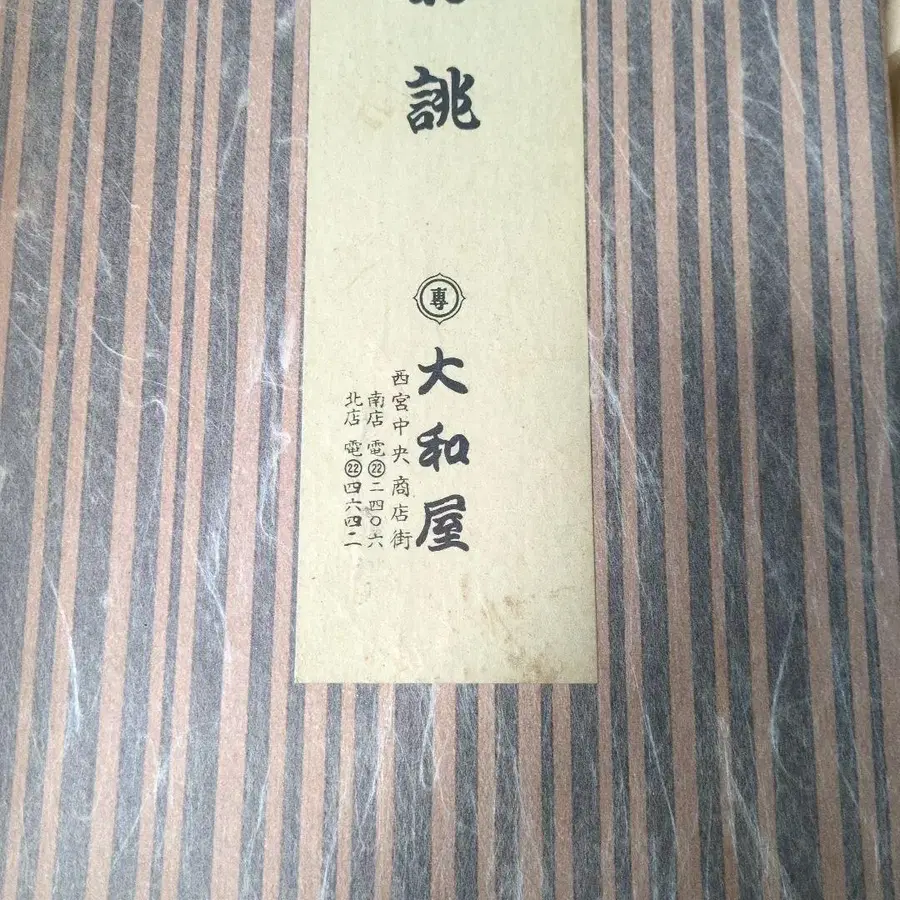 誂
專
大和屋
西宮中央商店街
南店 電㉒二四〇六
北店 電㉒四六四二